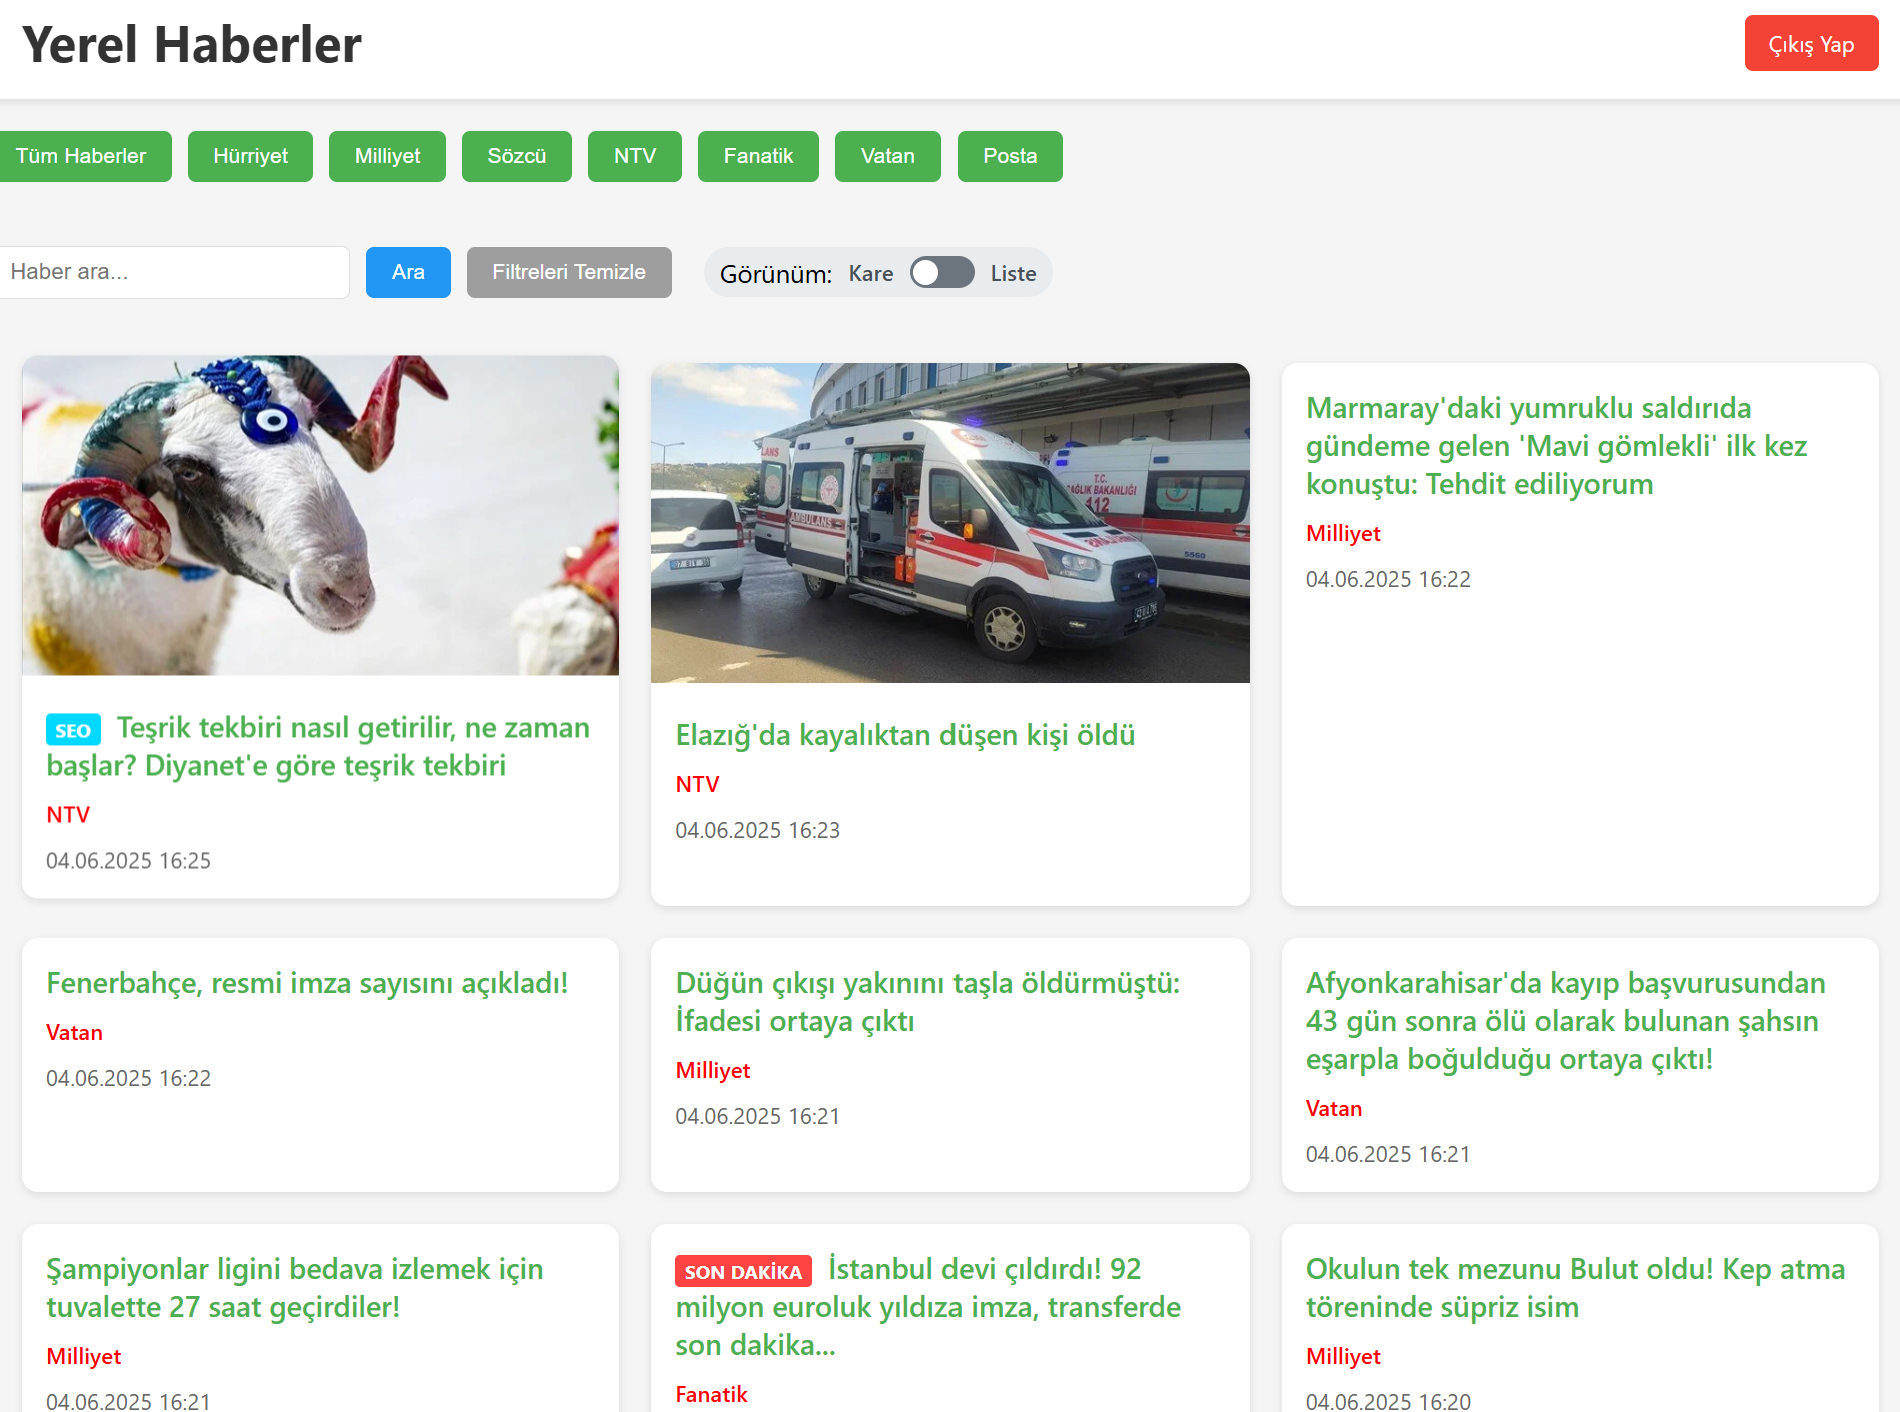 Yerel Haberler
Çıkış Yap
Tüm Haberler
Hürriyet
Milliyet
Sözcü
NTV
Fanatik
Vatan
Posta
Haber ara...
Ara
Filtreleri Temizle
Görünüm:
Kare
Liste
SEO Teşrik tekbiri nasıl getirilir, ne zaman
başlar? Diyanet'e göre teşrik tekbiri
NTV
04.06.2025 16:25
T.C.
SAĞLIK BAKANLIĞI
112
AMBULANS
5560
Elazığ'da kayalıktan düşen kişi öldü
NTV
04.06.2025 16:23
Marmaray'daki yumruklu saldırıda
gündeme gelen 'Mavi gömlekli' ilk kez
konuştu: Tehdit ediliyorum
Milliyet
04.06.2025 16:22
Fenerbahçe, resmi imza sayısını açıkladı!
Vatan
04.06.2025 16:22
Düğün çıkışı yakınını taşla öldürmüştü:
İfadesi ortaya çıktı
Milliyet
04.06.2025 16:21
Afyonkarahisar'da kayıp başvurusundan
43 gün sonra ölü olarak bulunan şahsın
eşarpla boğulduğu ortaya çıktı!
Vatan
04.06.2025 16:21
Şampiyonlar ligini bedava izlemek için
tuvalette 27 saat geçirdiler!
Milliyet
04.06.2025 16:21
SON DAKİKA İstanbul devi çıldırdı! 92
milyon euroluk yıldıza imza, transferde
son dakika...
Fanatik
Okulun tek mezunu Bulut oldu! Kep atma
töreninde süpriz isim
Milliyet
04.06.2025 16:20